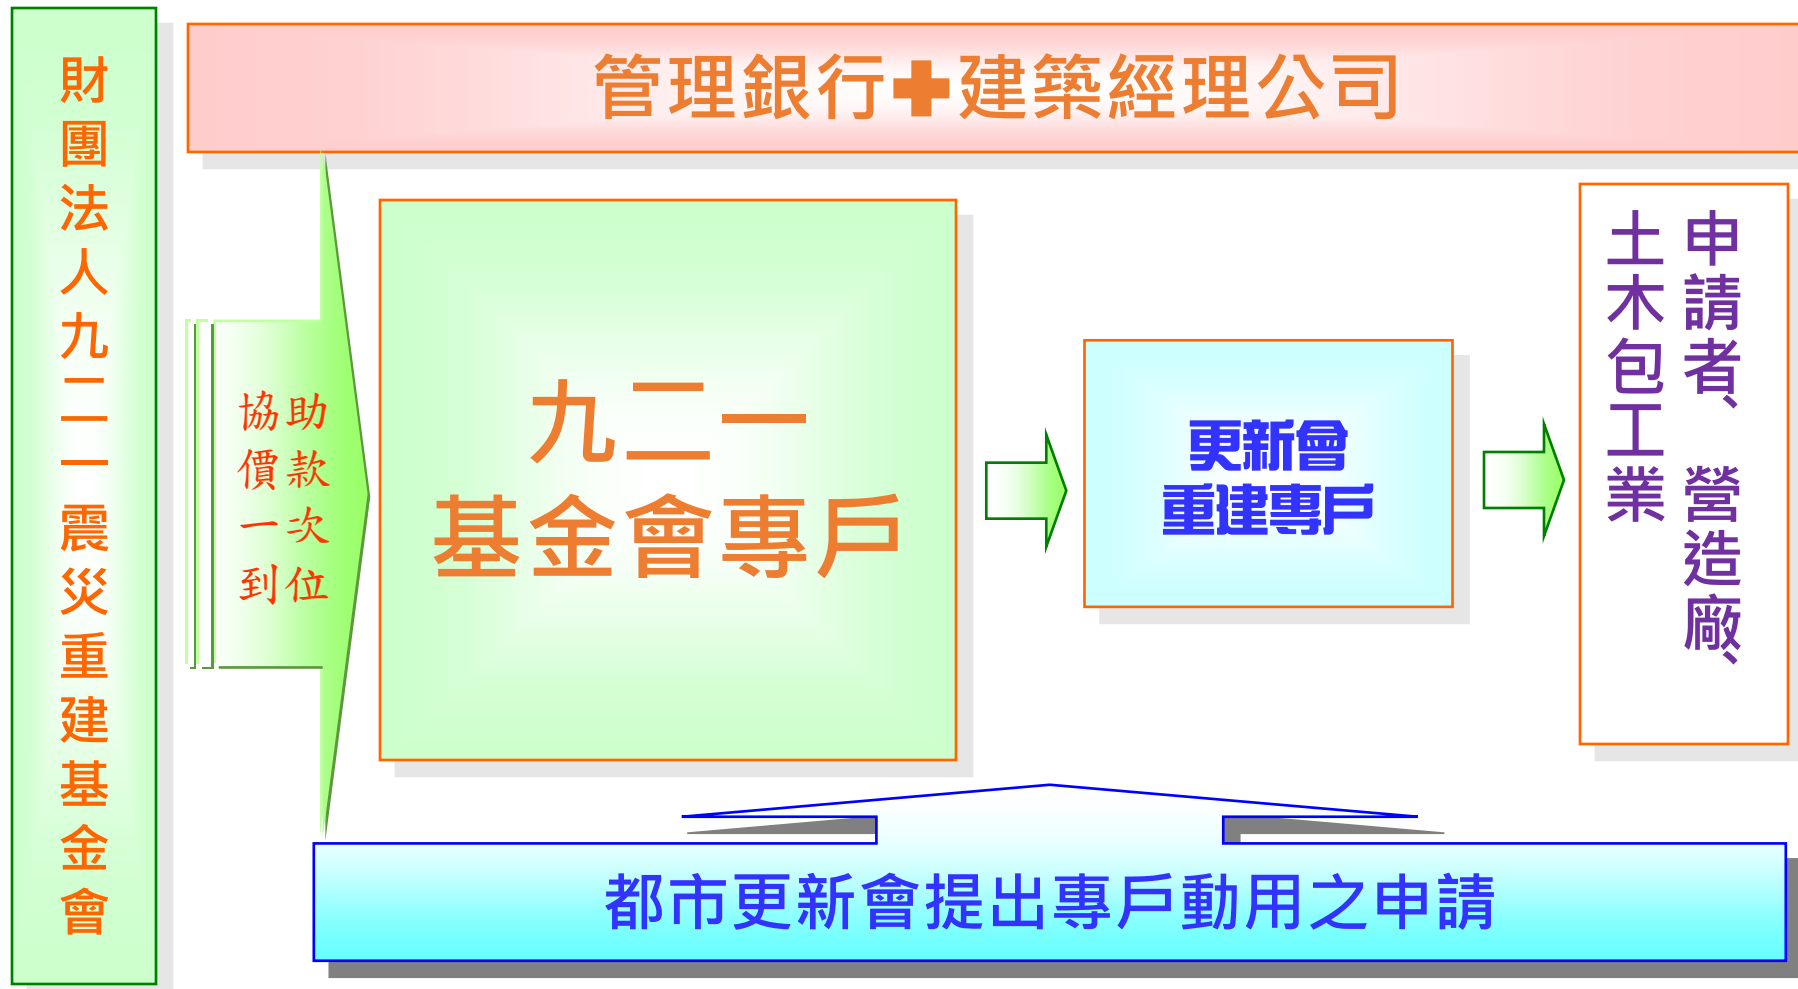 財團法人九二一震災重建基金會
管理銀行✚建築經理公司
協助
價款
一次
到位
九二一
基金會專戶
更新會
重建專戶
申請者、營造廠、
土木包工業
都市更新會提出專戶動用之申請